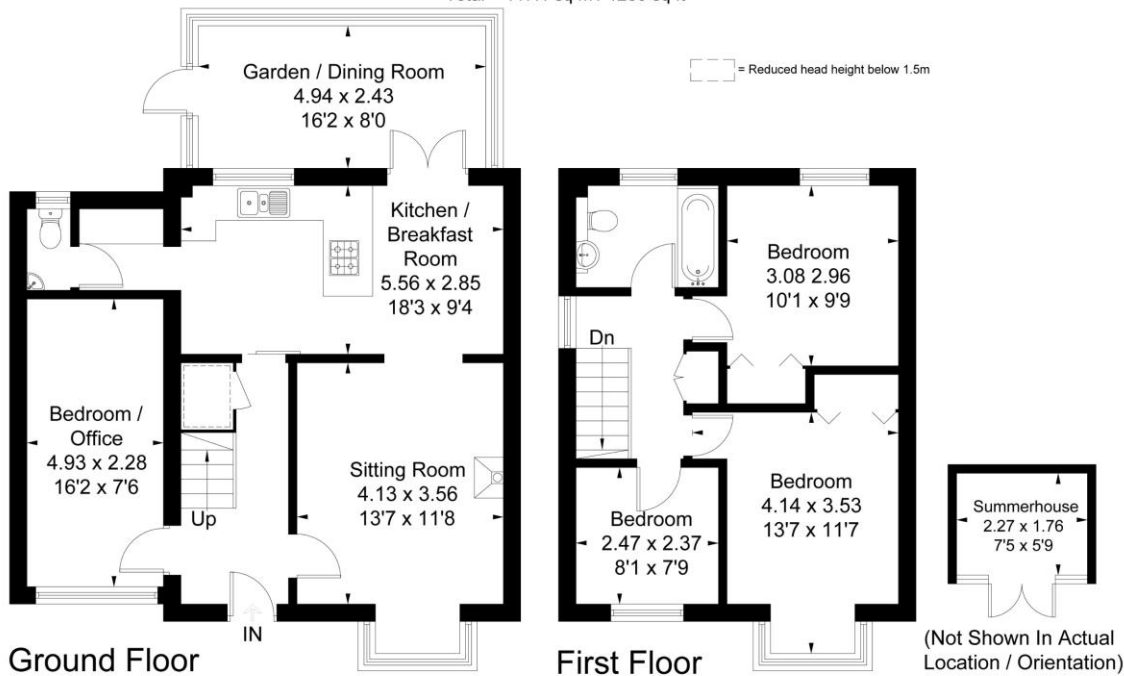 Garden / Dining Room
4.94 x 2.43
16'2 x 8'0
= Reduced head height below 1.5m
Kitchen /
Breakfast
Room
5.56 x 2.85
18'3 x 9'4
Bedroom /
Office
4.93 x 2.28
16'2 x 7'6
Up
Sitting Room
4.13 x 3.56
13'7 x 11'8
IN
Ground Floor
Bedroom
3.08 2.96
10'1 x 9'9
Dn
Bedroom
4.14 x 3.53
13'7 x 11'7
Bedroom
2.47 x 2.37
8'1 x 7'9
First Floor
Summerhouse
2.27 x 1.76
7'5 x 5'9
(Not Shown In Actual
Location / Orientation)